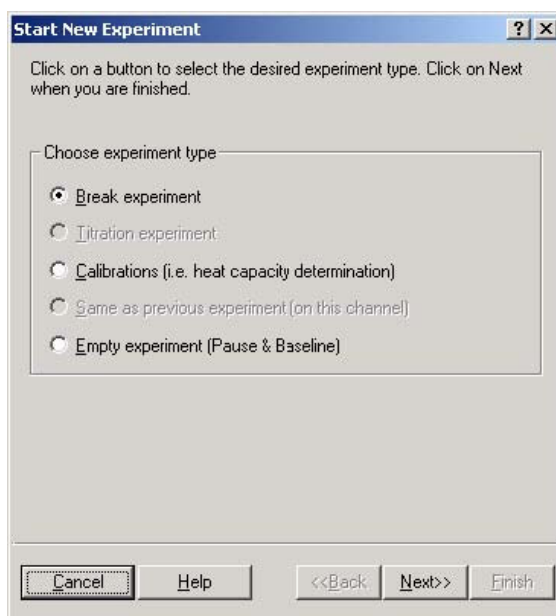 Start New Experiment
Click on a button to select the desired experiment type. Click on Next
when you are finished.
Choose experiment type
Break experiment
Titration experiment
Calibrations (i.e. heat capacity determination)
Same as previous experiment (on this channel)
Empty experiment (Pause & Baseline)
Cancel Help <<Back Next>> Finish